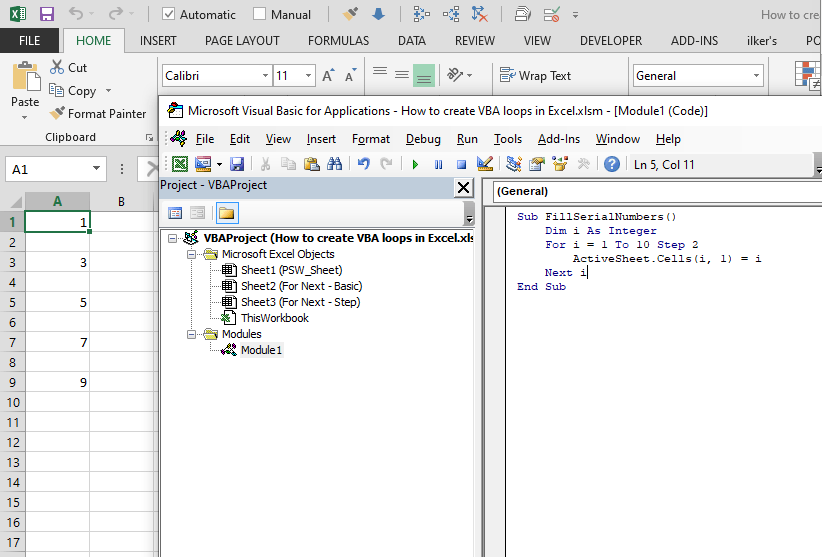 Automatic Manual How to cre
FILE HOME INSERT PAGE LAYOUT FORMULAS DATA REVIEW VIEW DEVELOPER ADD-INS ilker's PO
Cut
Copy
Format Painter
Paste
Clipboard
Calibri 11 A A Wrap Text General
Microsoft Visual Basic for Applications - How to create VBA loops in Excel.xlsm - [Module1 (Code)]
File Edit View Insert Format Debug Run Tools Add-Ins Window Help
Ln 5, Col 11
A1
Project - VBAProject
(General)
VBAProject (How to create VBA loops in Excel.xls
Microsoft Excel Objects
Sheet1 (PSW_Sheet)
Sheet2 (For Next - Basic)
Sheet3 (For Next - Step)
ThisWorkbook
Modules
Module1
Sub FillSerialNumbers()
Dim i As Integer
For i = 1 To 10 Step 2
ActiveSheet.Cells(i, 1) = i
Next i
End Sub
A B
1 1
2
3 3
4
5 5
6
7 7
8
9 9
10
11
12
13
14
15
16
17